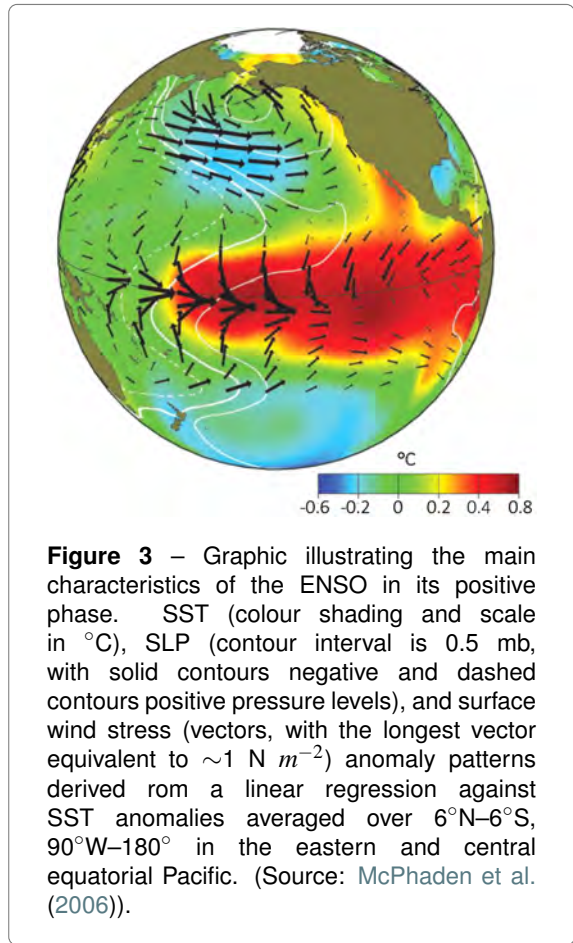 °C
-0.6 -0.2 0 0.2 0.4 0.8
Figure 3 – Graphic illustrating the main
characteristics of the ENSO in its positive
phase. SST (colour shading and scale
in °C), SLP (contour interval is 0.5 mb,
with solid contours negative and dashed
contours positive pressure levels), and surface
wind stress (vectors, with the longest vector
equivalent to ∼1 N m⁻²) anomaly patterns
derived rom a linear regression against
SST anomalies averaged over 6°N–6°S,
90°W–180° in the eastern and central
equatorial Pacific. (Source: McPhaden et al.
(2006)).